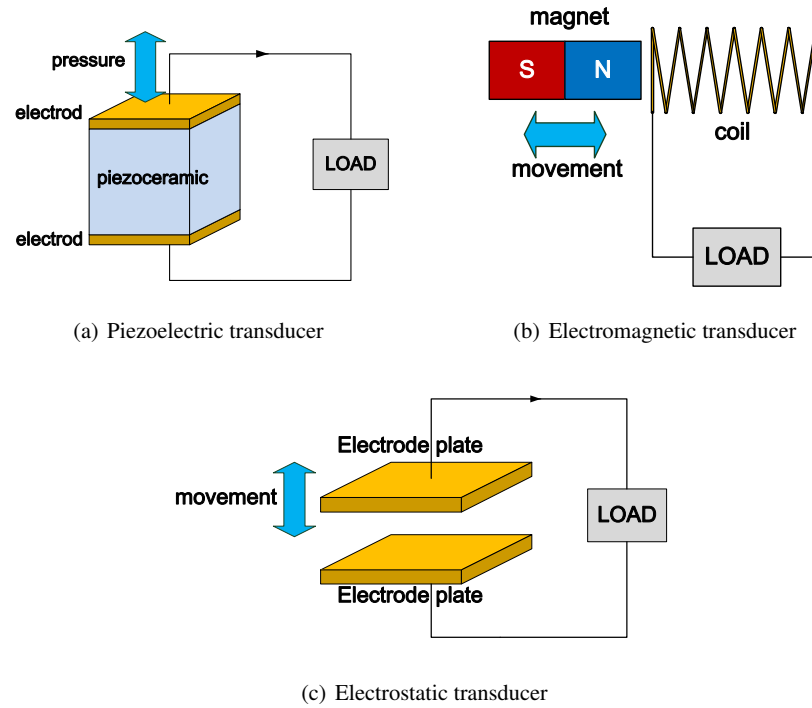 pressure
electrod
piezoceramic
electrod
LOAD
(a) Piezoelectric transducer
magnet
S N
coil
movement
LOAD
(b) Electromagnetic transducer
Electrode plate
movement
LOAD
Electrode plate
(c) Electrostatic transducer